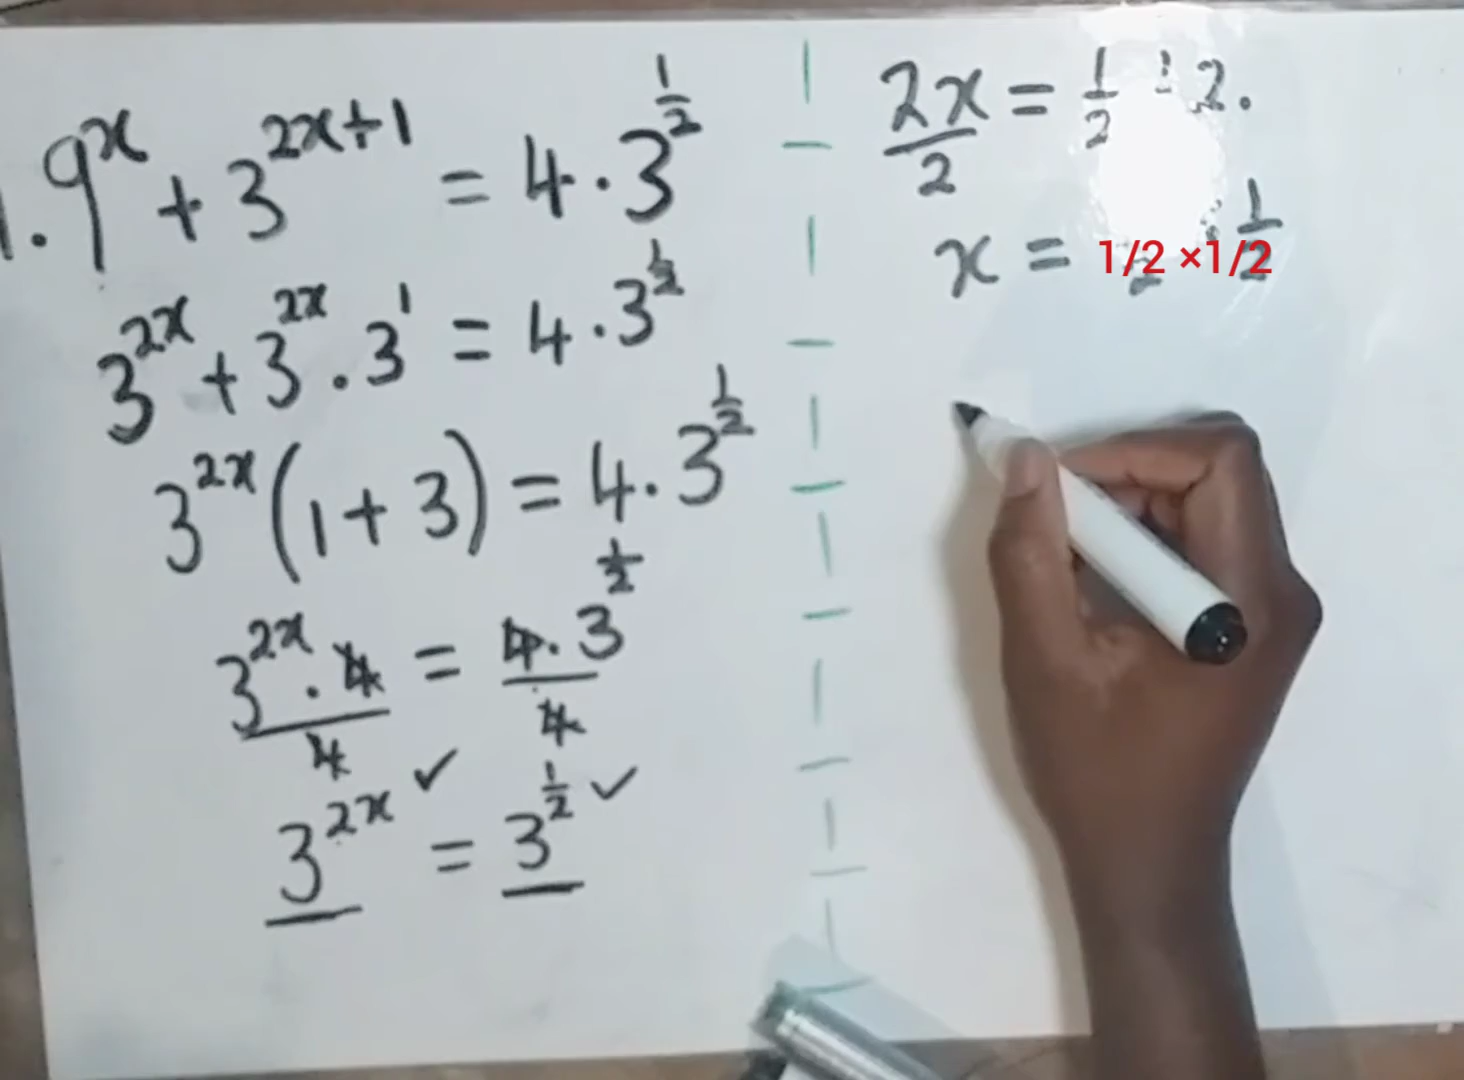 1. 9^x + 3^{2x+1} = 4 · 3^{1/2}
3^{2x} + 3^{2x} · 3^1 = 4 · 3^{1/2}
3^{2x} (1 + 3) = 4 · 3^{1/2}
3^{2x} · 4 / 4 = 4 · 3^{1/2} / 4
3^{2x} ✓ = 3^{1/2} ✓
2x/2 = 1/2 ÷ 2.
x = 1/2 ×1/2